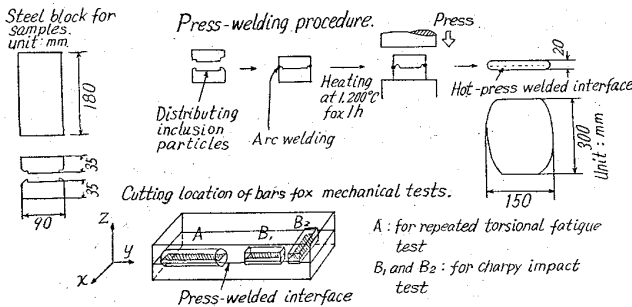 Steel block for
samples.
unit: mm
180
35
35
90
Press-welding procedure.
Press
Distributing
inclusion
particles
Arc welding
Heating
at 1.200°C
fox 1h
20
Hot-press welded interface
300
Unit: mm
150
Cutting location of bars fox mechanical tests.
Z
y
x
A
B₁
B₂
Press-welded interface
A : for repeated torsional fatigue
test
B₁ and B₂ : for charpy impact
test